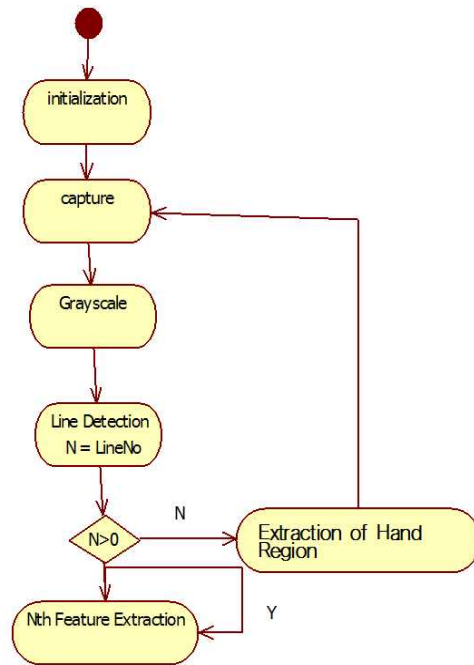 initialization
capture
Grayscale
Line Detection
N = LineNo
N>0
N
Extraction of Hand
Region
Y
Nth Feature Extraction